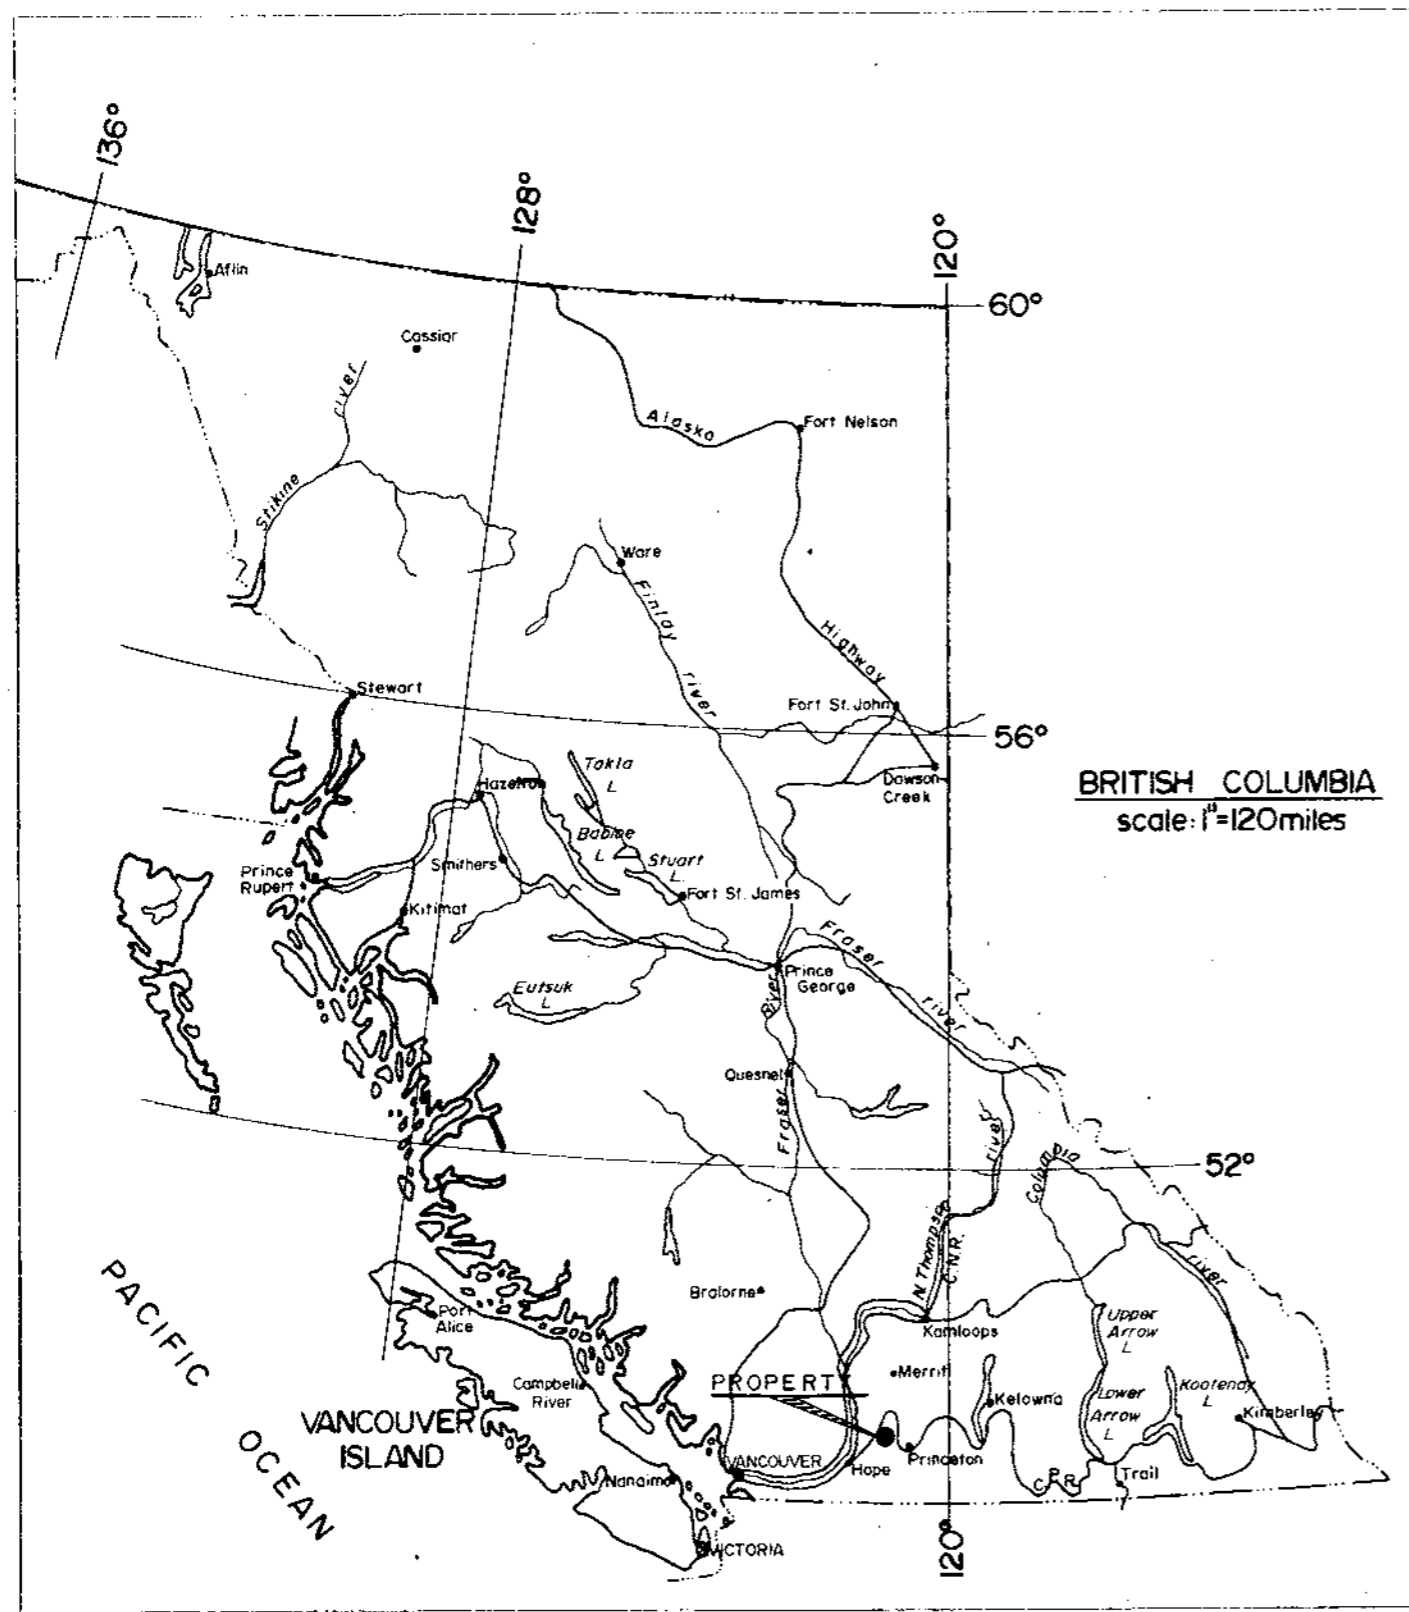 136°
128°
120°
60°
Atlin
Cassiar
river
Stikine
Alaska
Fort Nelson
Ware
Finlay
river
Highway
Stewart
Fort St. John
56°
Dawson
Creek
BRITISH COLUMBIA
scale: 1"=120miles
Takla
L
Hazelton
Babine
L
Stuart
L.
Smithers
Prince
Rupert
Fort St. James
Kitimat
Fraser
river
Prince
George
River
Eutsuk
L
Quesnel
Fraser
river
52°
Columbia
river
N. Thompson
C.N.R.
Bralorne
Kamloops
Upper
Arrow
L
Port
Alice
Merritt
PROPERTY
Campbell
River
Kelowna
Lower
Arrow
L
Kootenay
L
Kimberley
PACIFIC
OCEAN
VANCOUVER
ISLAND
VANCOUVER
Hope
Princeton
Nanaimo
C.P.R.
Trail
VICTORIA
120°